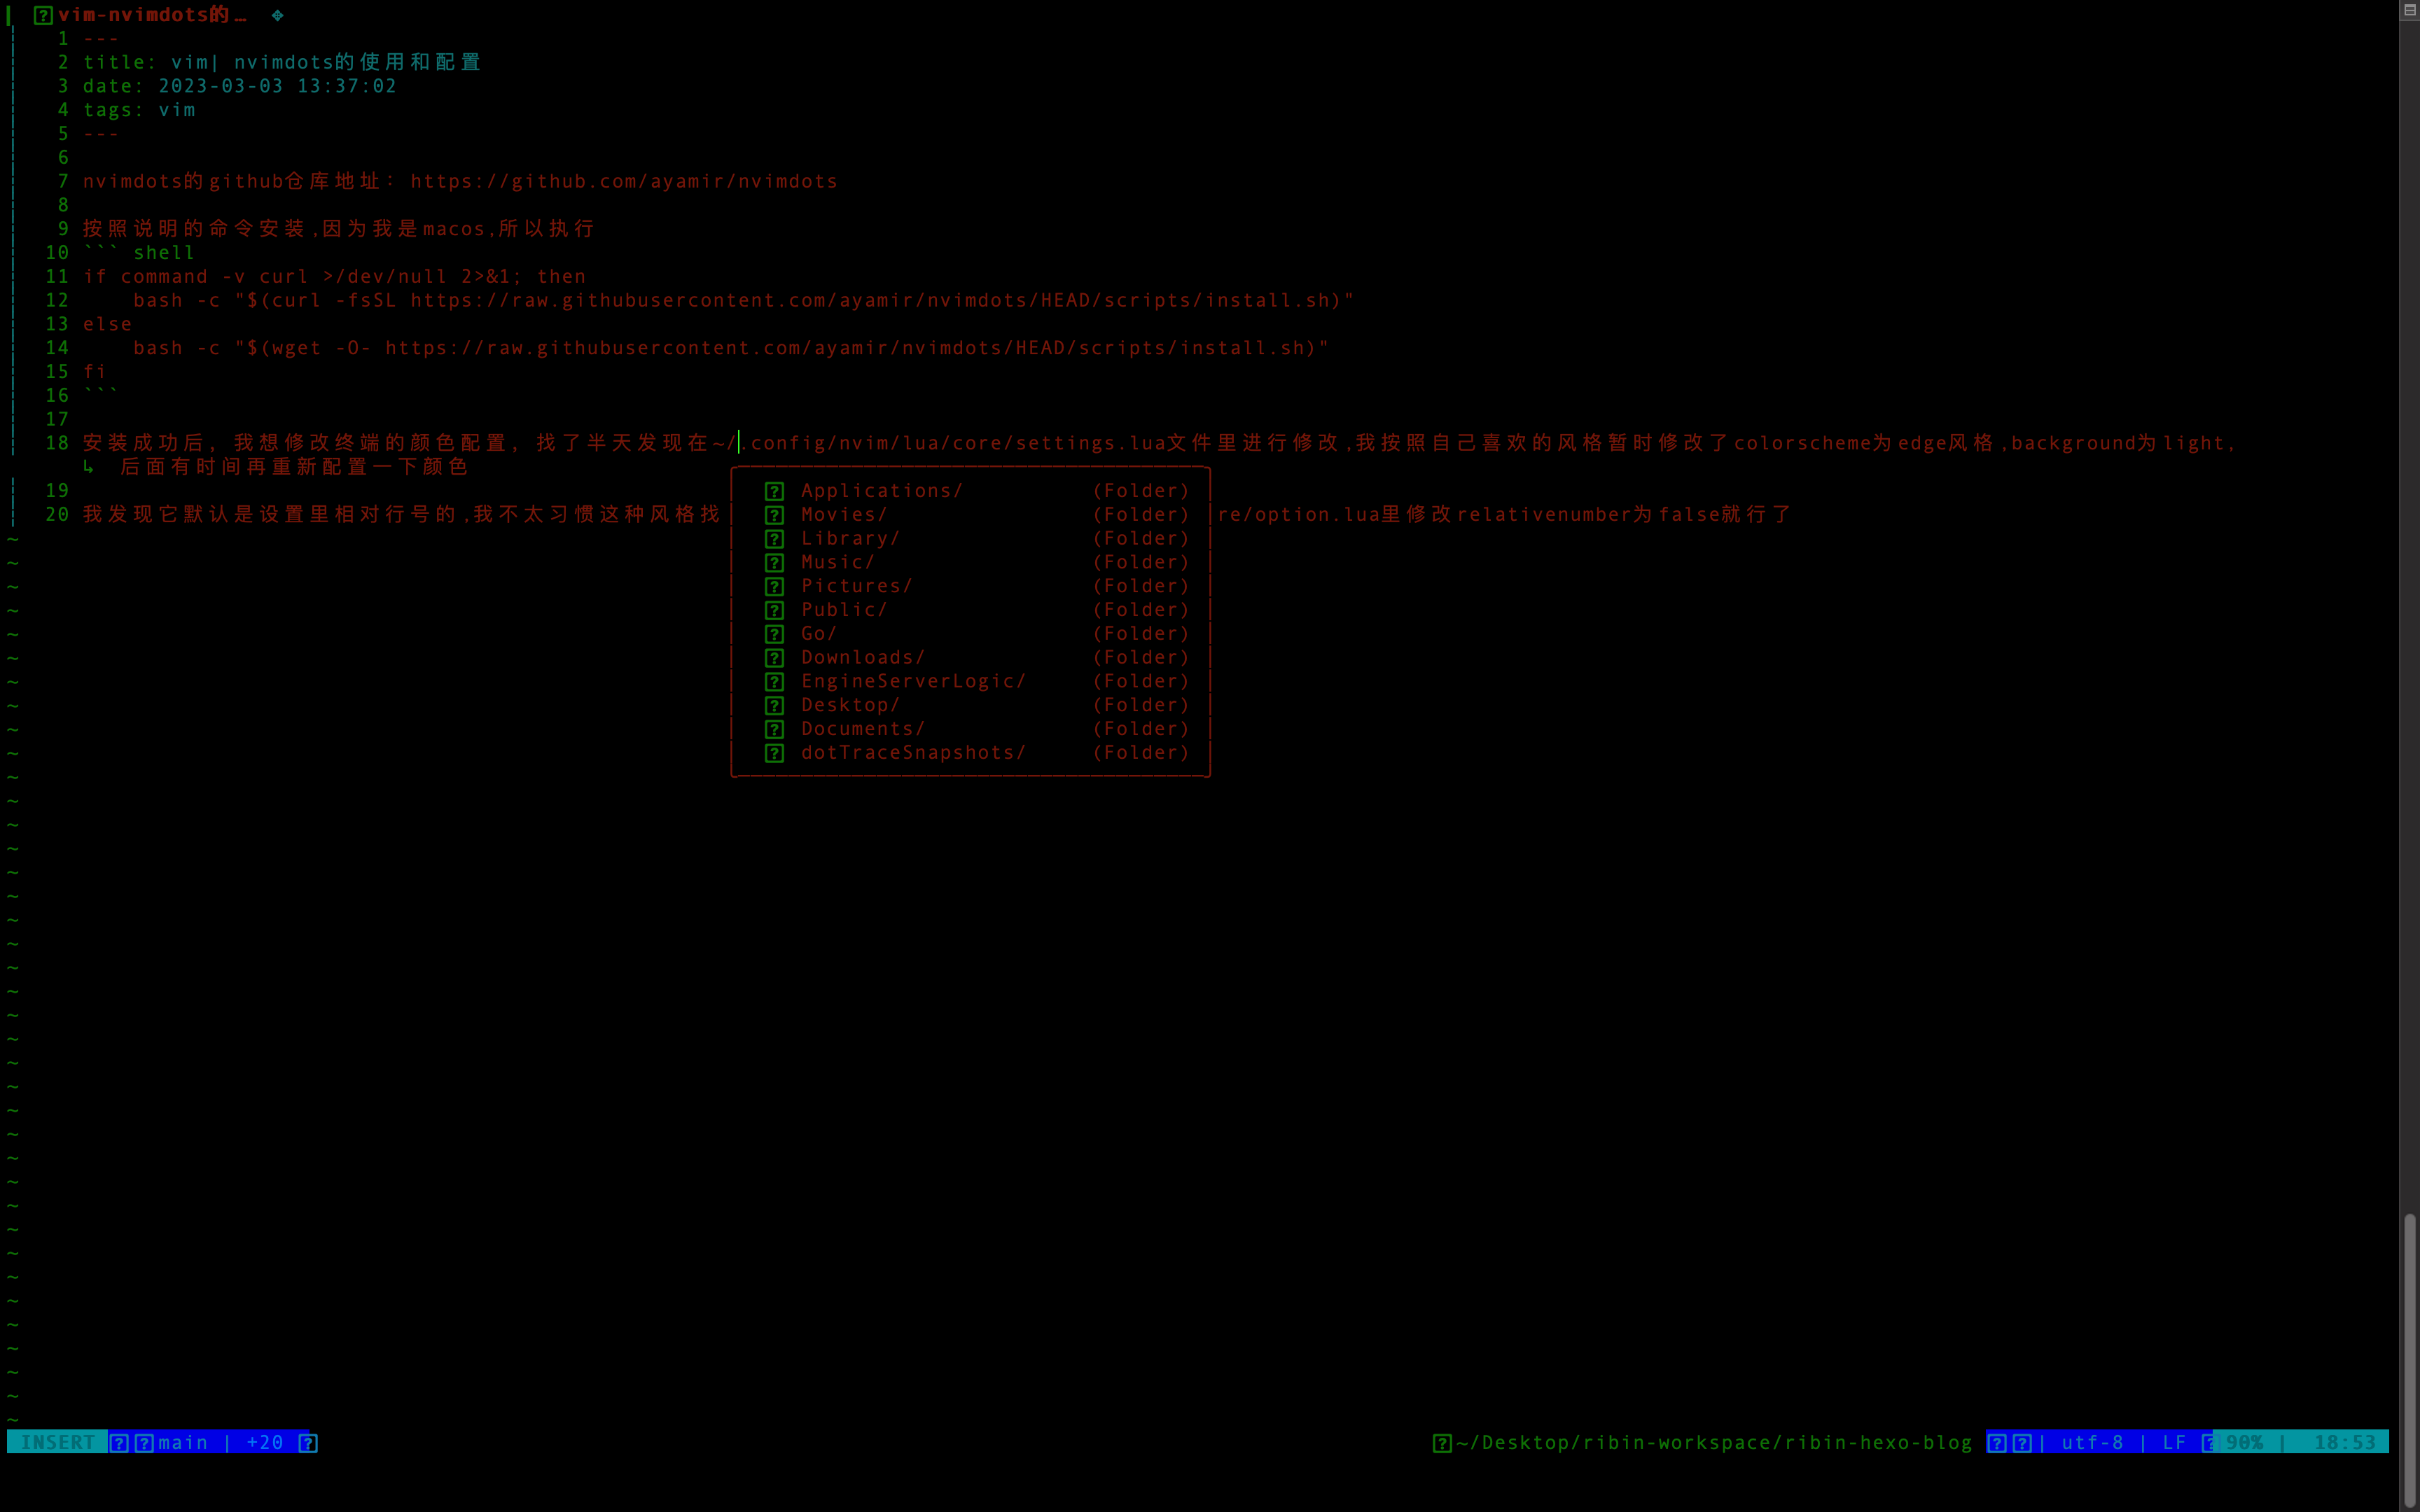 vim-nvimdots的…
1 ---
2 title: vim| nvimdots的使用和配置
3 date: 2023-03-03 13:37:02
4 tags: vim
5 ---
6
7 nvimdots的github仓库地址：https://github.com/ayamir/nvimdots
8
9 按照说明的命令安装,因为我是macos,所以执行
10 ``` shell
11 if command -v curl >/dev/null 2>&1; then
12     bash -c "$(curl -fsSL https://raw.githubusercontent.com/ayamir/nvimdots/HEAD/scripts/install.sh)"
13 else
14     bash -c "$(wget -O- https://raw.githubusercontent.com/ayamir/nvimdots/HEAD/scripts/install.sh)"
15 fi
16 ```
17
18 安装成功后，我想修改终端的颜色配置，找了半天发现在~/.config/nvim/lua/core/settings.lua文件里进行修改,我按照自己喜欢的风格暂时修改了colorscheme为edge风格,background为light,
↳ 后面有时间再重新配置一下颜色
19
20 我发现它默认是设置里相对行号的,我不太习惯这种风格找 re/option.lua里修改relativenumber为false就行了
Applications/ (Folder)
Movies/ (Folder)
Library/ (Folder)
Music/ (Folder)
Pictures/ (Folder)
Public/ (Folder)
Go/ (Folder)
Downloads/ (Folder)
EngineServerLogic/ (Folder)
Desktop/ (Folder)
Documents/ (Folder)
dotTraceSnapshots/ (Folder)
INSERT main | +20 ~/Desktop/ribin-workspace/ribin-hexo-blog | utf-8 | LF 90% | 18:53